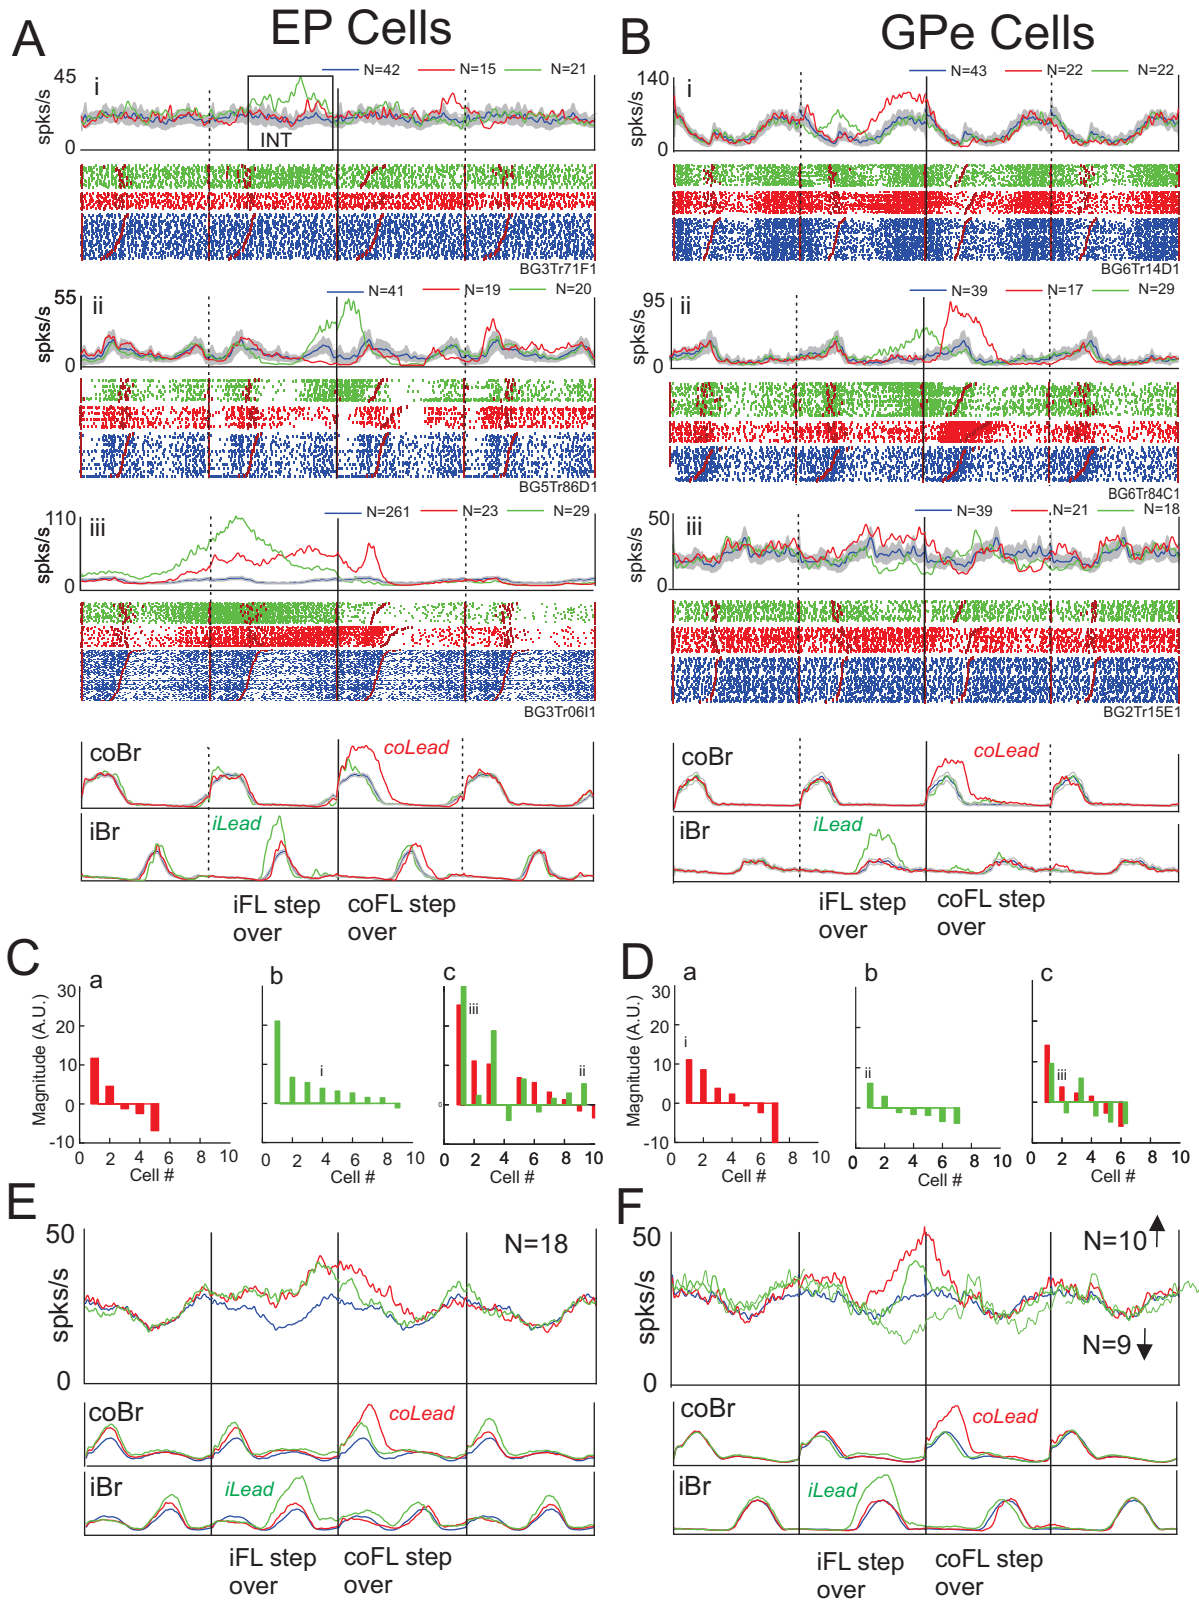 A
EP Cells
i
N=42
N=15
N=21
45
spks/s
0
INT
BG3Tr71F1
N=41
N=19
N=20
55
ii
spks/s
0
BG5Tr86D1
N=261
N=23
N=29
110
iii
spks/s
0
BG3Tr06I1
coBr
coLead
iBr
iLead
iFL step over
coFL step over
B
GPe Cells
N=43
N=22
N=22
140
i
spks/s
0
BG6Tr14D1
N=39
N=17
N=29
95
ii
spks/s
0
BG6Tr84C1
N=39
N=21
N=18
50
iii
spks/s
0
BG2Tr15E1
coBr
coLead
iBr
iLead
iFL step over
coFL step over
C
a
b
c
30
20
10
0
-10
Magnitude (A.U.)
i
iii
ii
0
0 2 4 6 8 10
0 2 4 6 8 10
0 2 4 6 8 10
Cell #
Cell #
Cell #
D
a
b
c
30
20
10
0
-10
Magnitude (A.U.)
i
ii
iii
0 2 4 6 8 10
0 2 4 6 8 10
0 2 4 6 8 10
Cell #
Cell #
Cell #
E
50
N=18
spks/s
0
coBr
coLead
iBr
iLead
iFL step over
coFL step over
F
50
N=10
spks/s
N=9
0
coBr
coLead
iBr
iLead
iFL step over
coFL step over